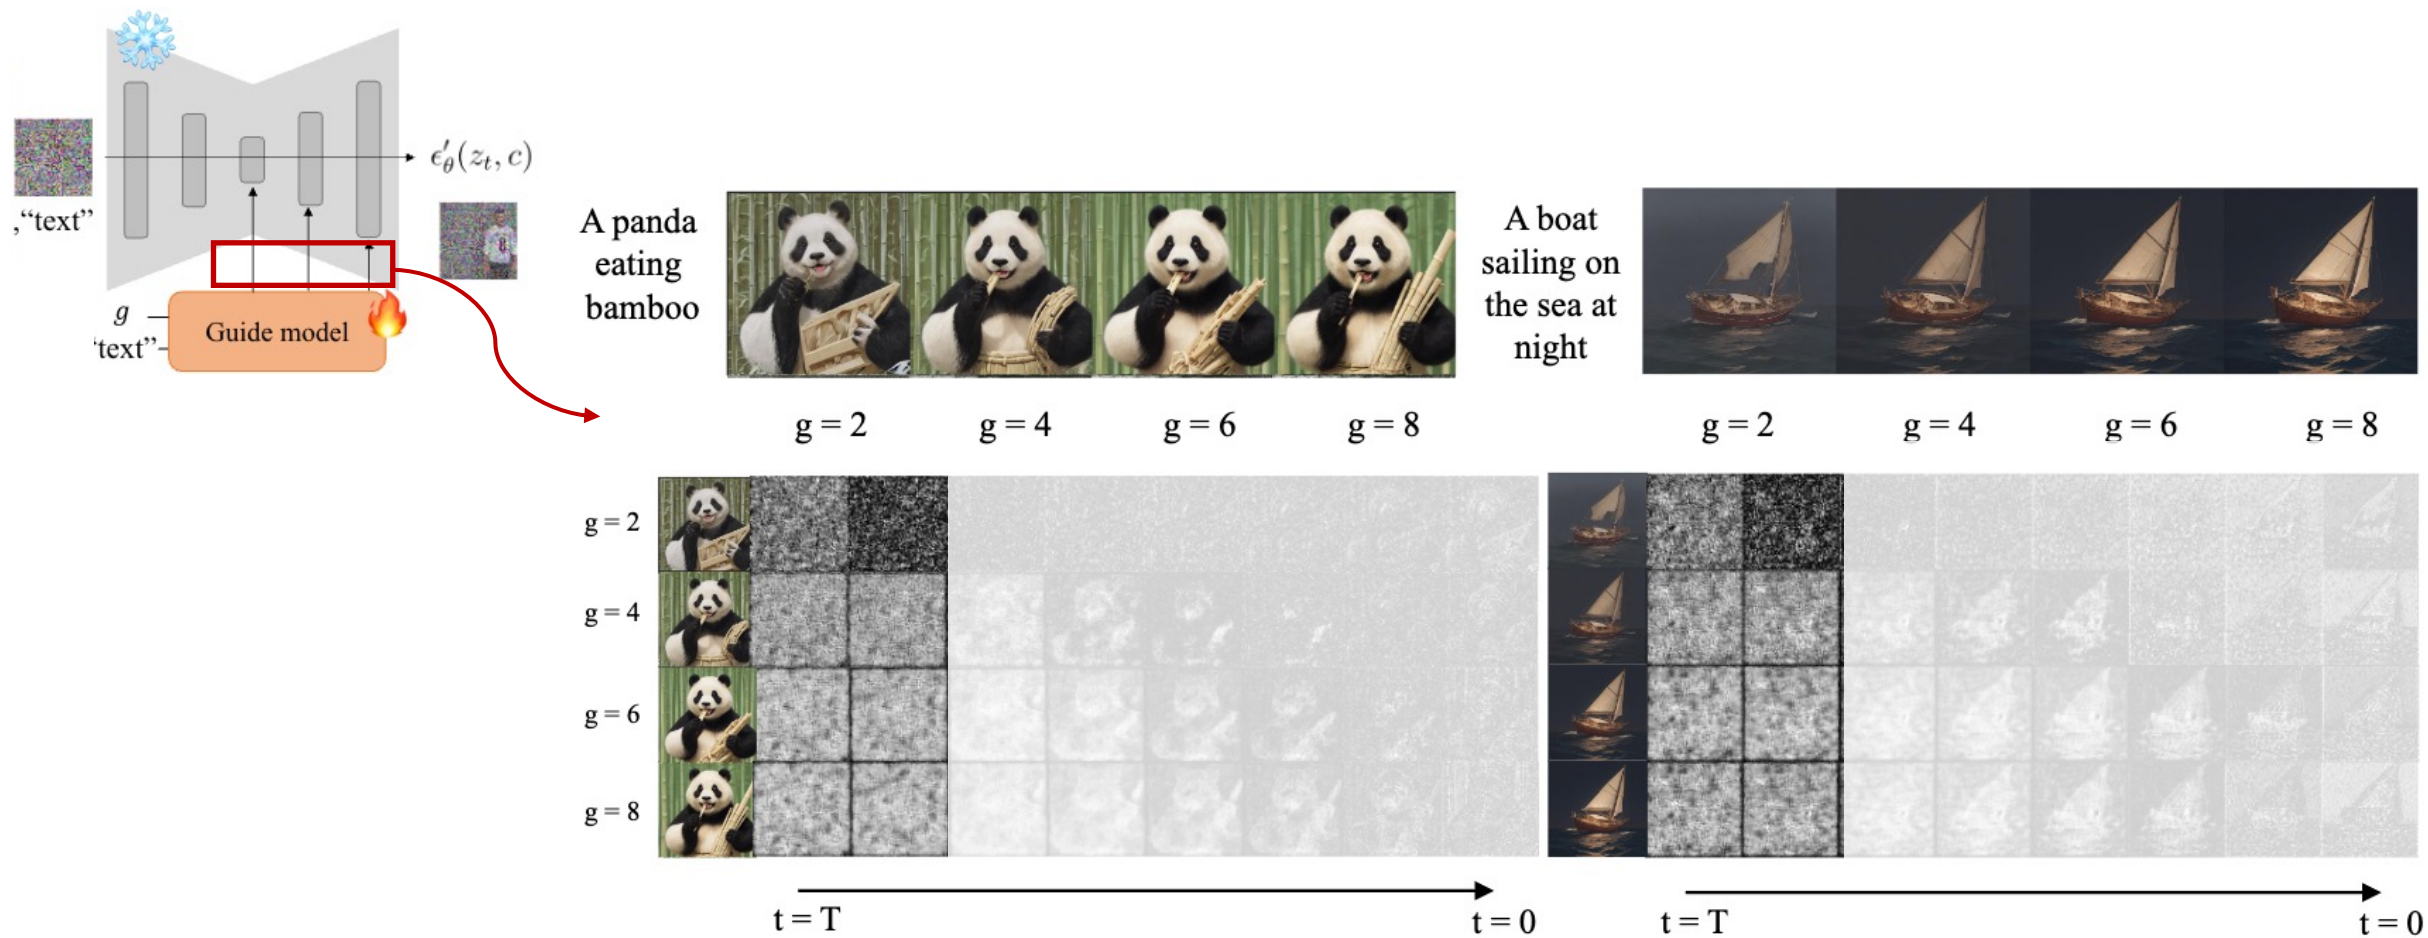 ϵ′θ(zt, c)
,“text”
g
‘text”
Guide model
A panda
eating
bamboo
g = 2
g = 4
g = 6
g = 8
A boat
sailing on
the sea at
night
g = 2
g = 4
g = 6
g = 8
g = 2
g = 4
g = 6
g = 8
t = T
t = 0
t = T
t = 0